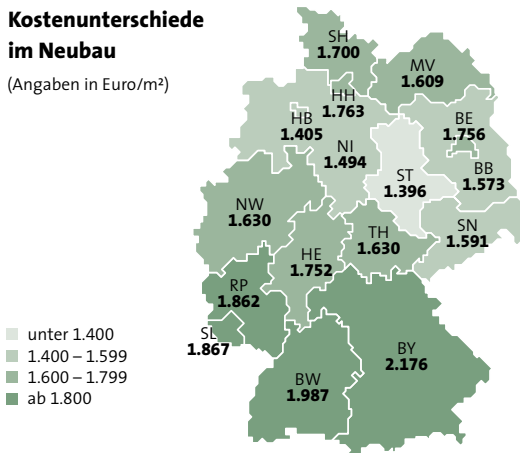 Kostenunterschiede
im Neubau
(Angaben in Euro/m²)
SH
1.700
MV
1.609
HH
1.763
HB
1.405
BE
1.756
NI
1.494
ST
1.396
BB
1.573
NW
1.630
SN
1.591
TH
1.630
HE
1.752
RP
1.862
SL
1.867
BY
2.176
BW
1.987
unter 1.400
1.400 – 1.599
1.600 – 1.799
ab 1.800